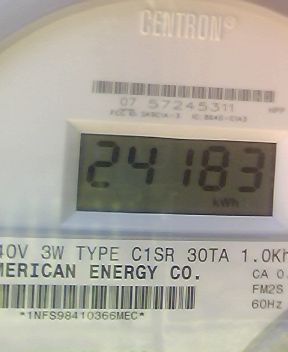 CENTRON®
07 57245311
24183
kWh
40V 3W TYPE C1SR 30TA 1.0Kh
MERICAN ENERGY CO.
CA 0.
FM2S
60Hz
*1NFS98410366MEC*